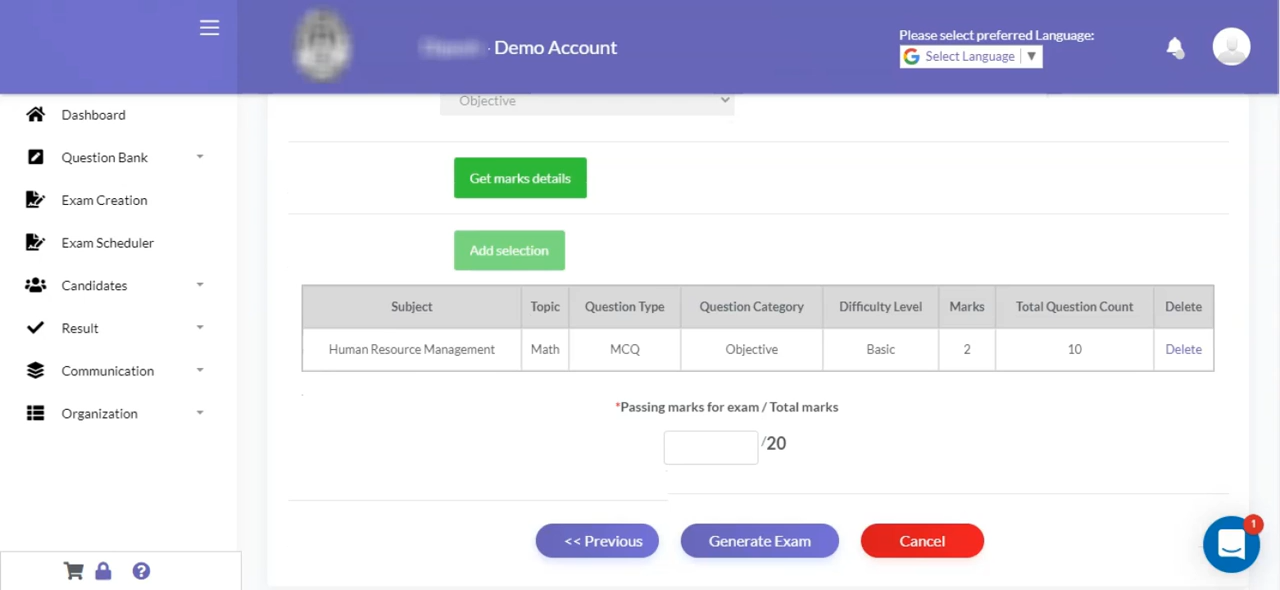 Demo Account
Please select preferred Language:
Select Language ▼
Dashboard
Question Bank
Exam Creation
Exam Scheduler
Candidates
Result
Communication
Organization
Objective
Get marks details
Add selection
Subject Topic Question Type Question Category Difficulty Level Marks Total Question Count Delete
Human Resource Management Math MCQ Objective Basic 2 10 Delete
*Passing marks for exam / Total marks
/20
<< Previous Generate Exam Cancel
1